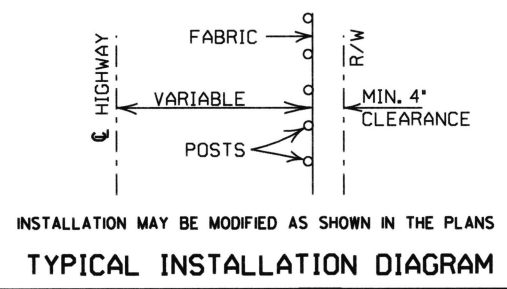 FABRIC
R/W
℄ HIGHWAY
VARIABLE
MIN. 4"
CLEARANCE
POSTS
INSTALLATION MAY BE MODIFIED AS SHOWN IN THE PLANS
TYPICAL INSTALLATION DIAGRAM